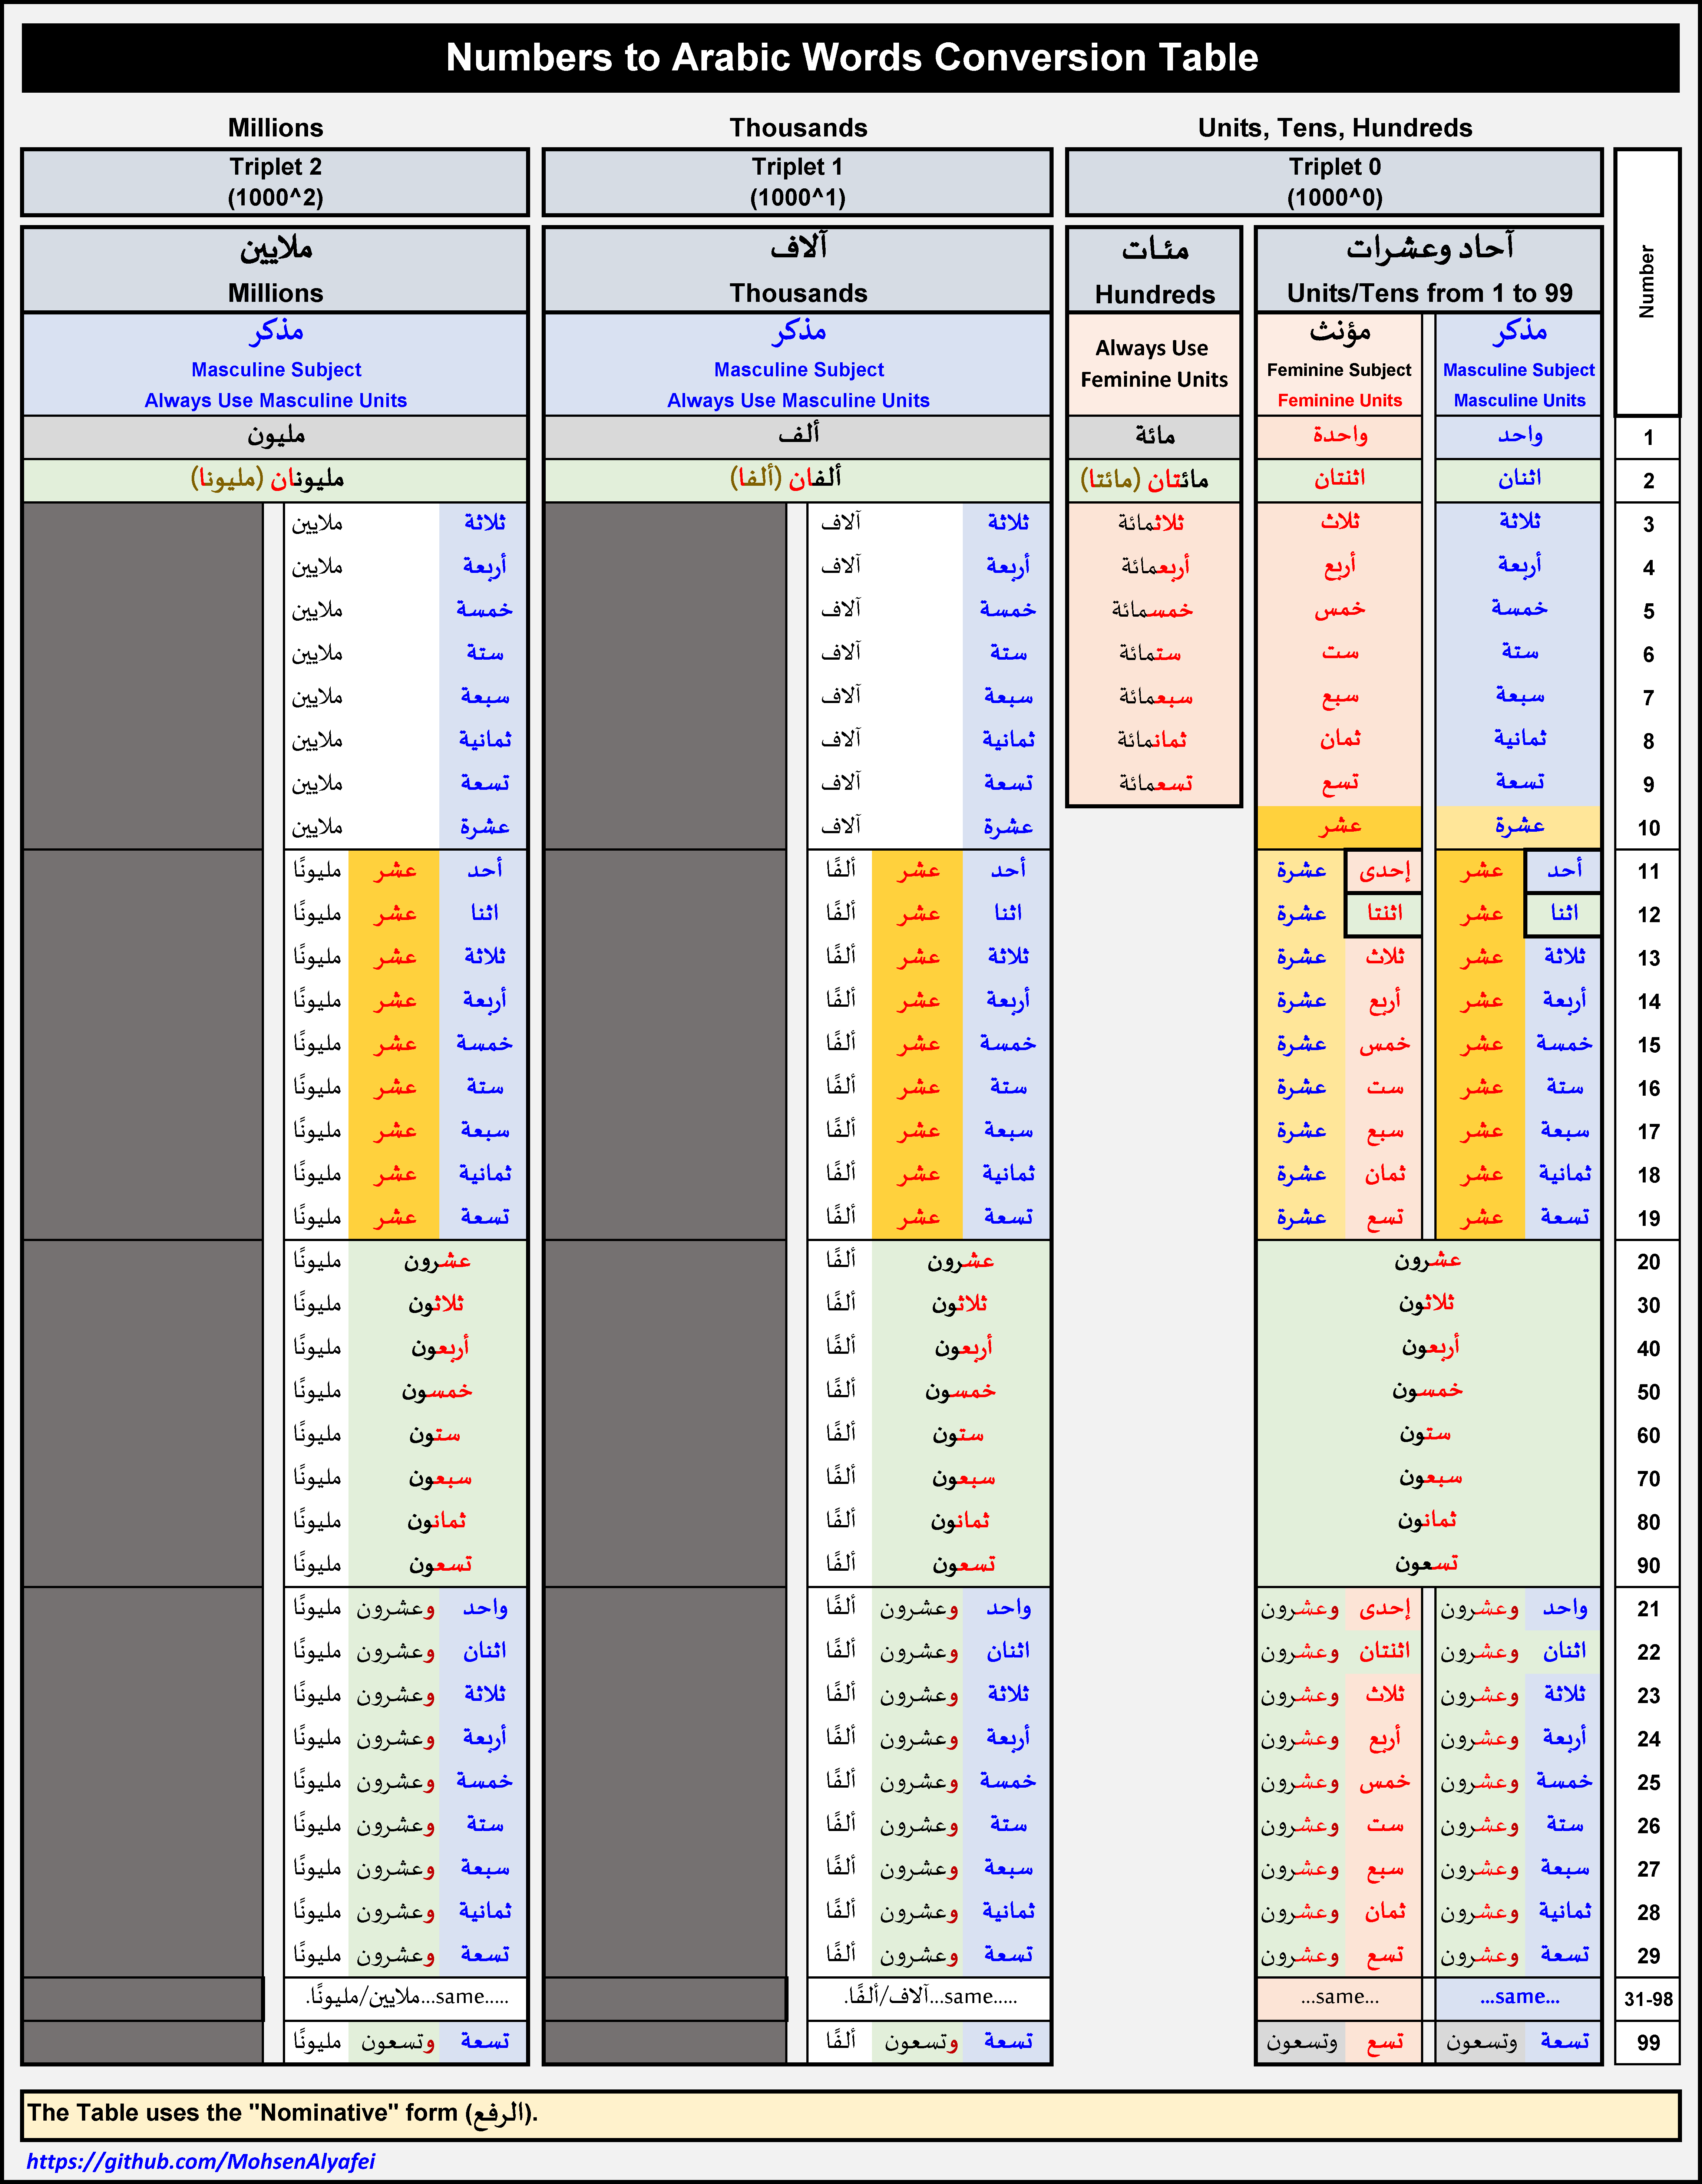 Numbers to Arabic Words Conversion Table
Millions Thousands Units, Tens, Hundreds
Triplet 2 Triplet 1 Triplet 0
(1000^2) (1000^1) (1000^0)
Number
آحاد وعشرات مئات آلاف ملايين
Millions Thousands Hundreds Units/Tens from 1 to 99
مذكر مؤنث مذكر مذكر
Masculine Subject Masculine Subject Always Use Feminine Subject Masculine Subject
Always Use Masculine Units Always Use Masculine Units Feminine Units Feminine Units Masculine Units
1 واحد واحدة مائة ألف مليون
2 اثنان اثنتان مائتان (مائتا) ألفان (ألفا) مليونان (مليونا)
3 ثلاثة ثلاث ثلاثمائة ثلاثة آلاف ثلاثة ملايين
4 أربعة أربع أربعمائة أربعة آلاف أربعة ملايين
5 خمسة خمس خمسمائة خمسة آلاف خمسة ملايين
6 ستة ست ستمائة ستة آلاف ستة ملايين
7 سبعة سبع سبعمائة سبعة آلاف سبعة ملايين
8 ثمانية ثمان ثمانمائة ثمانية آلاف ثمانية ملايين
9 تسعة تسع تسعمائة تسعة آلاف تسعة ملايين
10 عشرة عشر عشرة آلاف عشرة ملايين
11 أحد عشر إحدى عشرة أحد عشر ألفًا أحد عشر مليونًا
12 اثنا عشر اثنتا عشرة اثنا عشر ألفًا اثنا عشر مليونًا
13 ثلاثة عشر ثلاث عشرة ثلاثة عشر ألفًا ثلاثة عشر مليونًا
14 أربعة عشر أربع عشرة أربعة عشر ألفًا أربعة عشر مليونًا
15 خمسة عشر خمس عشرة خمسة عشر ألفًا خمسة عشر مليونًا
16 ستة عشر ست عشرة ستة عشر ألفًا ستة عشر مليونًا
17 سبعة عشر سبع عشرة سبعة عشر ألفًا سبعة عشر مليونًا
18 ثمانية عشر ثمان عشرة ثمانية عشر ألفًا ثمانية عشر مليونًا
19 تسعة عشر تسع عشرة تسعة عشر ألفًا تسعة عشر مليونًا
20 عشرون عشرون ألفًا عشرون مليونًا
30 ثلاثون ثلاثون ألفًا ثلاثون مليونًا
40 أربعون أربعون ألفًا أربعون مليونًا
50 خمسون خمسون ألفًا خمسون مليونًا
60 ستون ستون ألفًا ستون مليونًا
70 سبعون سبعون ألفًا سبعون مليونًا
80 ثمانون ثمانون ألفًا ثمانون مليونًا
90 تسعون تسعون ألفًا تسعون مليونًا
21 واحد وعشرون إحدى وعشرون واحد وعشرون ألفًا واحد وعشرون مليونًا
22 اثنان وعشرون اثنتان وعشرون اثنان وعشرون ألفًا اثنان وعشرون مليونًا
23 ثلاثة وعشرون ثلاث وعشرون ثلاثة وعشرون ألفًا ثلاثة وعشرون مليونًا
24 أربعة وعشرون أربع وعشرون أربعة وعشرون ألفًا أربعة وعشرون مليونًا
25 خمسة وعشرون خمس وعشرون خمسة وعشرون ألفًا خمسة وعشرون مليونًا
26 ستة وعشرون ست وعشرون ستة وعشرون ألفًا ستة وعشرون مليونًا
27 سبعة وعشرون سبع وعشرون سبعة وعشرون ألفًا سبعة وعشرون مليونًا
28 ثمانية وعشرون ثمان وعشرون ثمانية وعشرون ألفًا ثمانية وعشرون مليونًا
29 تسعة وعشرون تسع وعشرون تسعة وعشرون ألفًا تسعة وعشرون مليونًا
31-98 ...same... ...same... .....same...آلاف/ألفًا. .....same...ملايين/مليونًا.
99 تسعة وتسعون تسع وتسعون تسعة وتسعون ألفًا تسعة وتسعون مليونًا
The Table uses the "Nominative" form (الرفع).
https://github.com/MohsenAlyafei